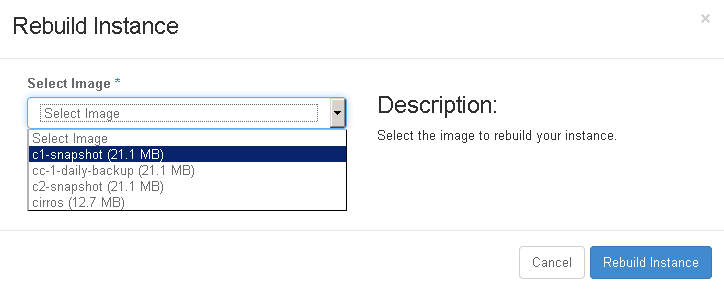 Rebuild Instance
×
Select Image *
Select Image
Select Image
c1-snapshot (21.1 MB)
cc-1-daily-backup (21.1 MB)
c2-snapshot (21.1 MB)
cirros (12.7 MB)
Description:
Select the image to rebuild your instance.
Cancel
Rebuild Instance